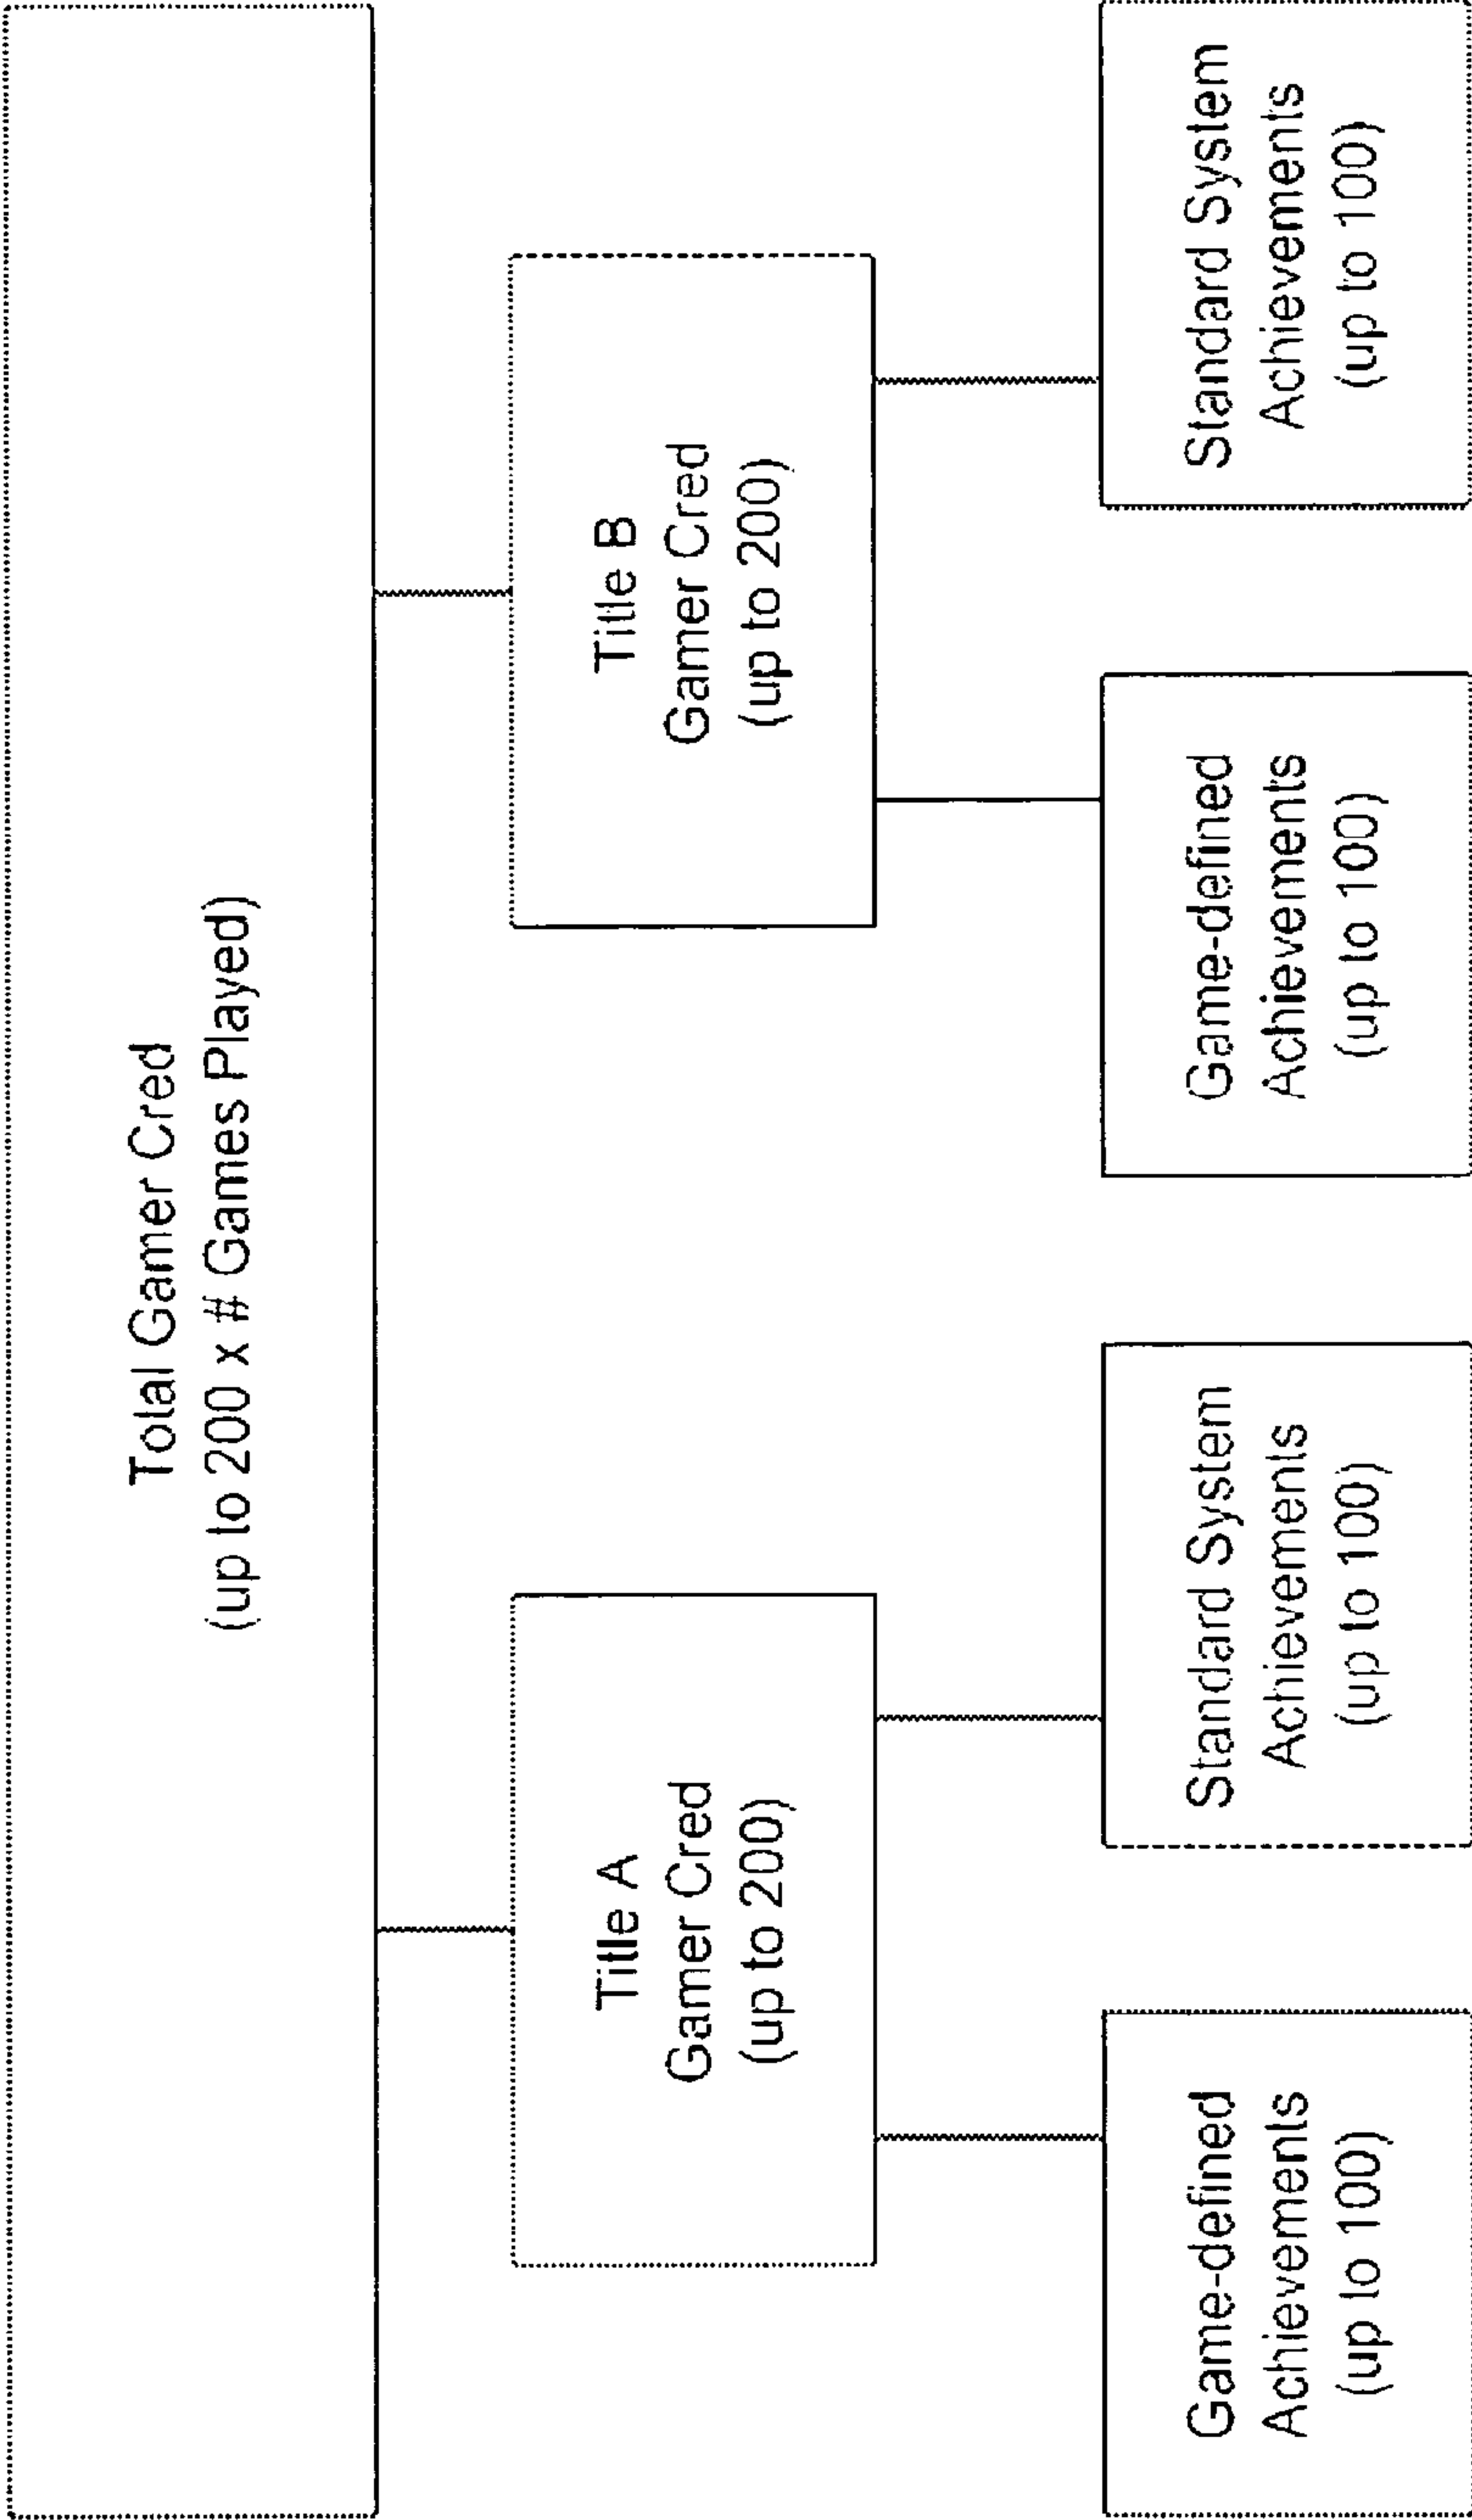 Total Gamer Cred
(up to 200 x # Games Played)
Title A
Gamer Cred
(up to 200)
Title B
Gamer Cred
(up to 200)
Game-defined
Achievements
(up to 100)
Standard System
Achievements
(up to 100)
Game-defined
Achievements
(up to 100)
Standard System
Achievements
(up to 100)